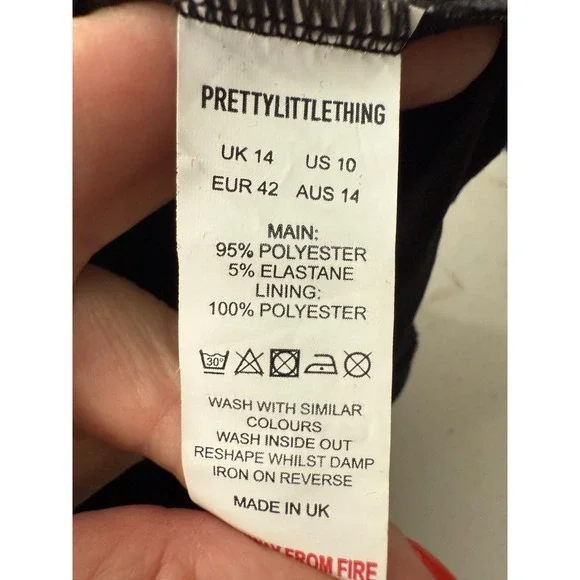 PRETTYLITTLETHING
UK 14 US 10
EUR 42 AUS 14
MAIN:
95% POLYESTER
5% ELASTANE
LINING:
100% POLYESTER
30°
WASH WITH SIMILAR
COLOURS
WASH INSIDE OUT
RESHAPE WHILST DAMP
IRON ON REVERSE
MADE IN UK
FROM FIRE